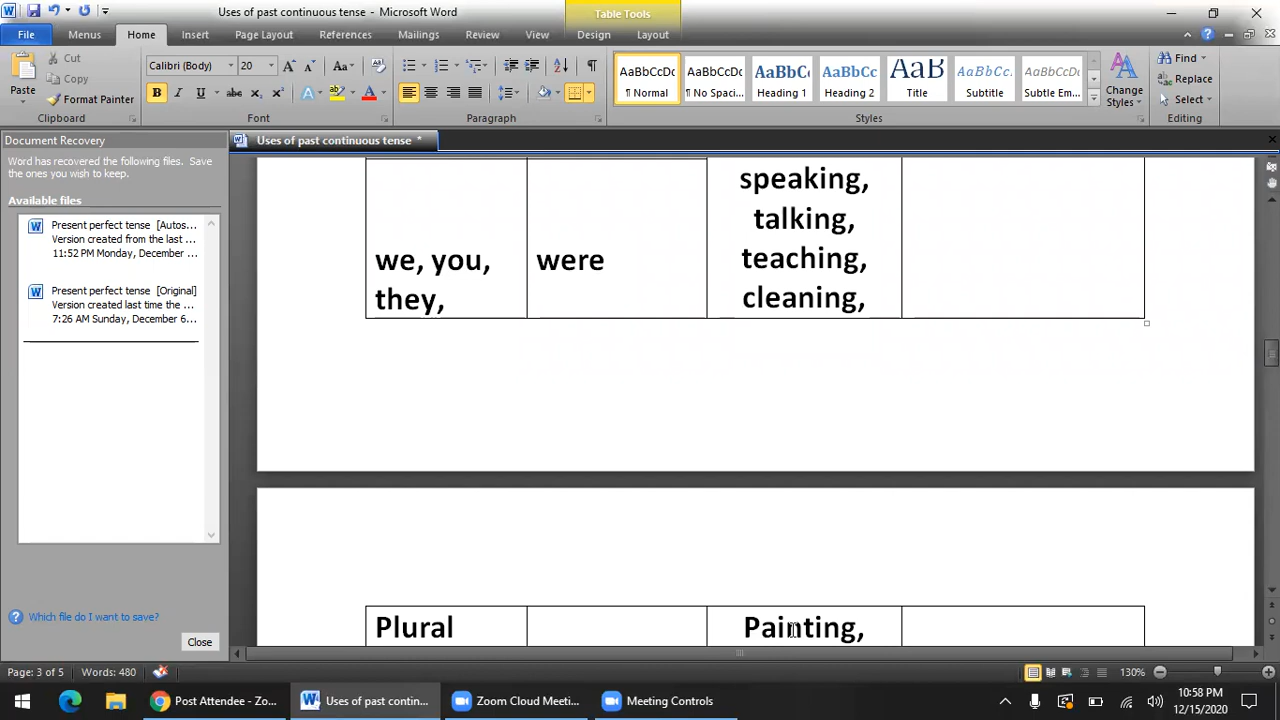 Uses of past continuous tense - Microsoft Word
Table Tools
File
Menus
Home
Insert
Page Layout
References
Mailings
Review
View
Design
Layout
Paste
Cut
Copy
Format Painter
Clipboard
Calibri (Body)
20
Font
Paragraph
AaBbCcDc
¶ Normal
AaBbCcDc
¶ No Spaci...
AaBbCc
Heading 1
AaBbCc
Heading 2
AaB
Title
AaBbCc.
Subtitle
AaBbCcDc
Subtle Em...
Change
Styles
Styles
Find
Replace
Select
Editing
Document Recovery
Word has recovered the following files. Save
the ones you wish to keep.
Available files
Present perfect tense [Autos...
Version created from the last ...
11:52 PM Monday, December ...
Present perfect tense [Original]
Version created last time the ...
7:26 AM Sunday, December 6...
Which file do I want to save?
Close
Uses of past continuous tense *
speaking,
talking,
teaching,
cleaning,
we, you,
they,
were
Plural
Painting,
Page: 3 of 5
Words: 480
130%
Post Attendee - Zo...
Uses of past contin...
Zoom Cloud Meeti...
Meeting Controls
10:58 PM
12/15/2020